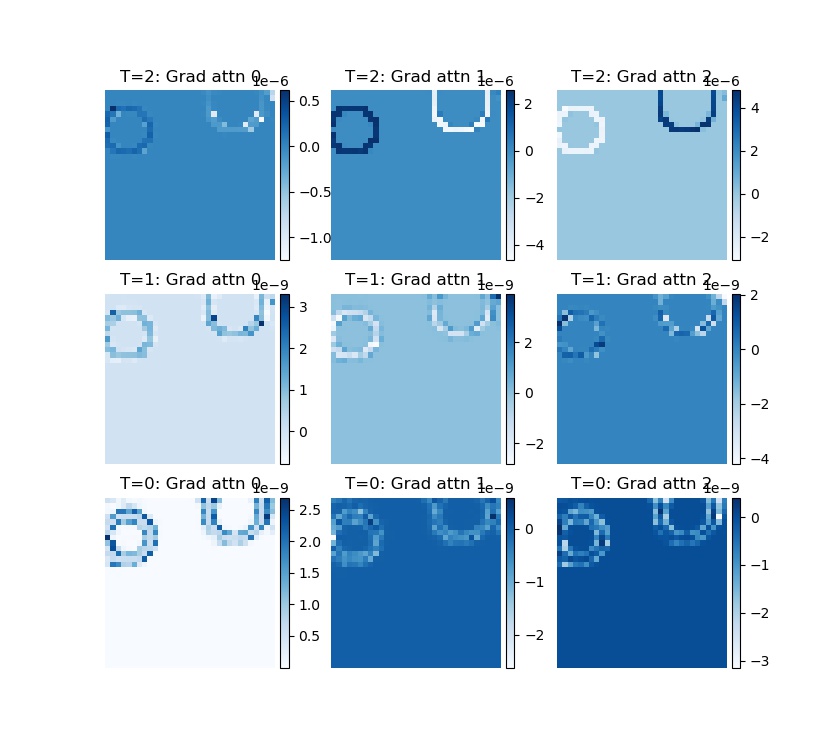 T=2: Grad attn 0
1e−6
T=2: Grad attn 1
1e−6
T=2: Grad attn 2
1e−6
0.5
0.0
−0.5
−1.0
2
0
−2
−4
4
2
0
−2
T=1: Grad attn 0
1e−9
T=1: Grad attn 1
1e−9
T=1: Grad attn 2
1e−9
3
2
1
0
2
0
−2
2
0
−2
−4
T=0: Grad attn 0
1e−9
T=0: Grad attn 1
1e−9
T=0: Grad attn 2
1e−9
2.5
2.0
1.5
1.0
0.5
0
−1
−2
0
−1
−2
−3